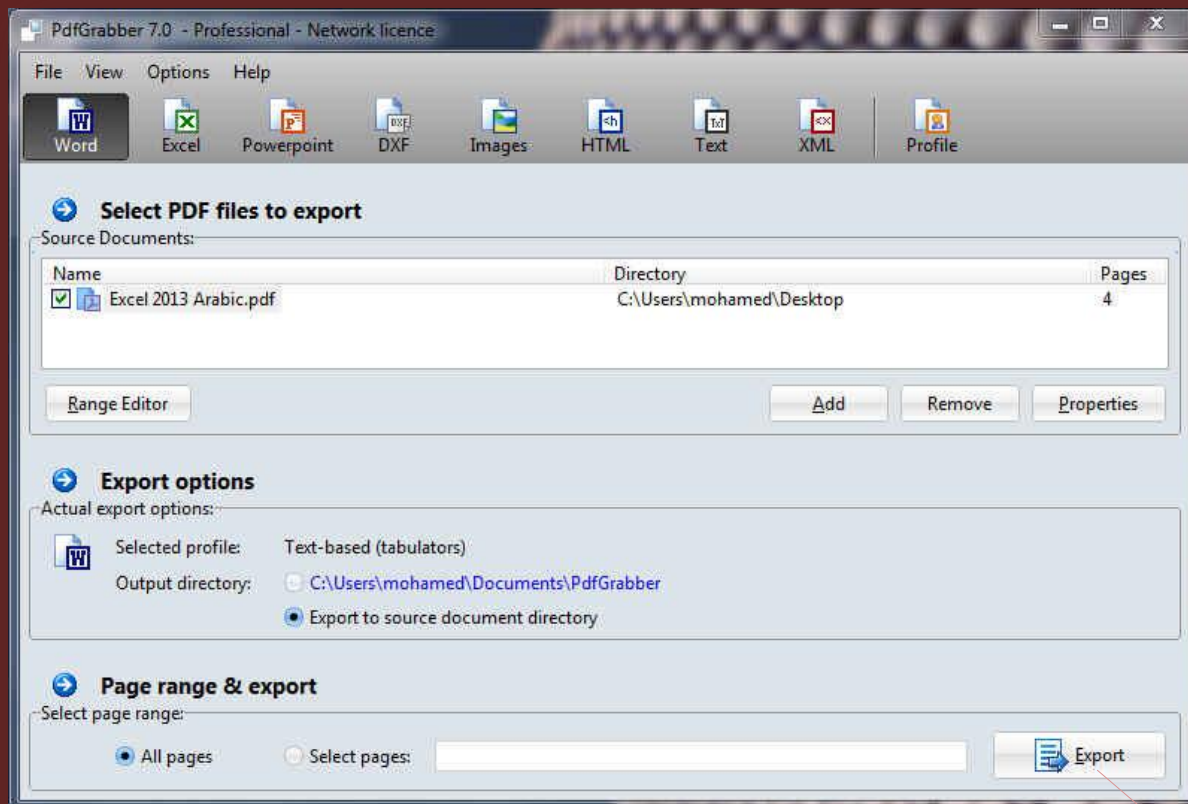 PdfGrabber 7.0 - Professional - Network licence
File View Options Help
Word Excel Powerpoint DXF Images HTML Text XML Profile
Select PDF files to export
Source Documents:
Name Directory Pages
Excel 2013 Arabic.pdf C:\Users\mohamed\Desktop 4
Range Editor Add Remove Properties
Export options
Actual export options:
Selected profile: Text-based (tabulators)
Output directory: C:\Users\mohamed\Documents\PdfGrabber
Export to source document directory
Page range & export
Select page range:
All pages Select pages: Export